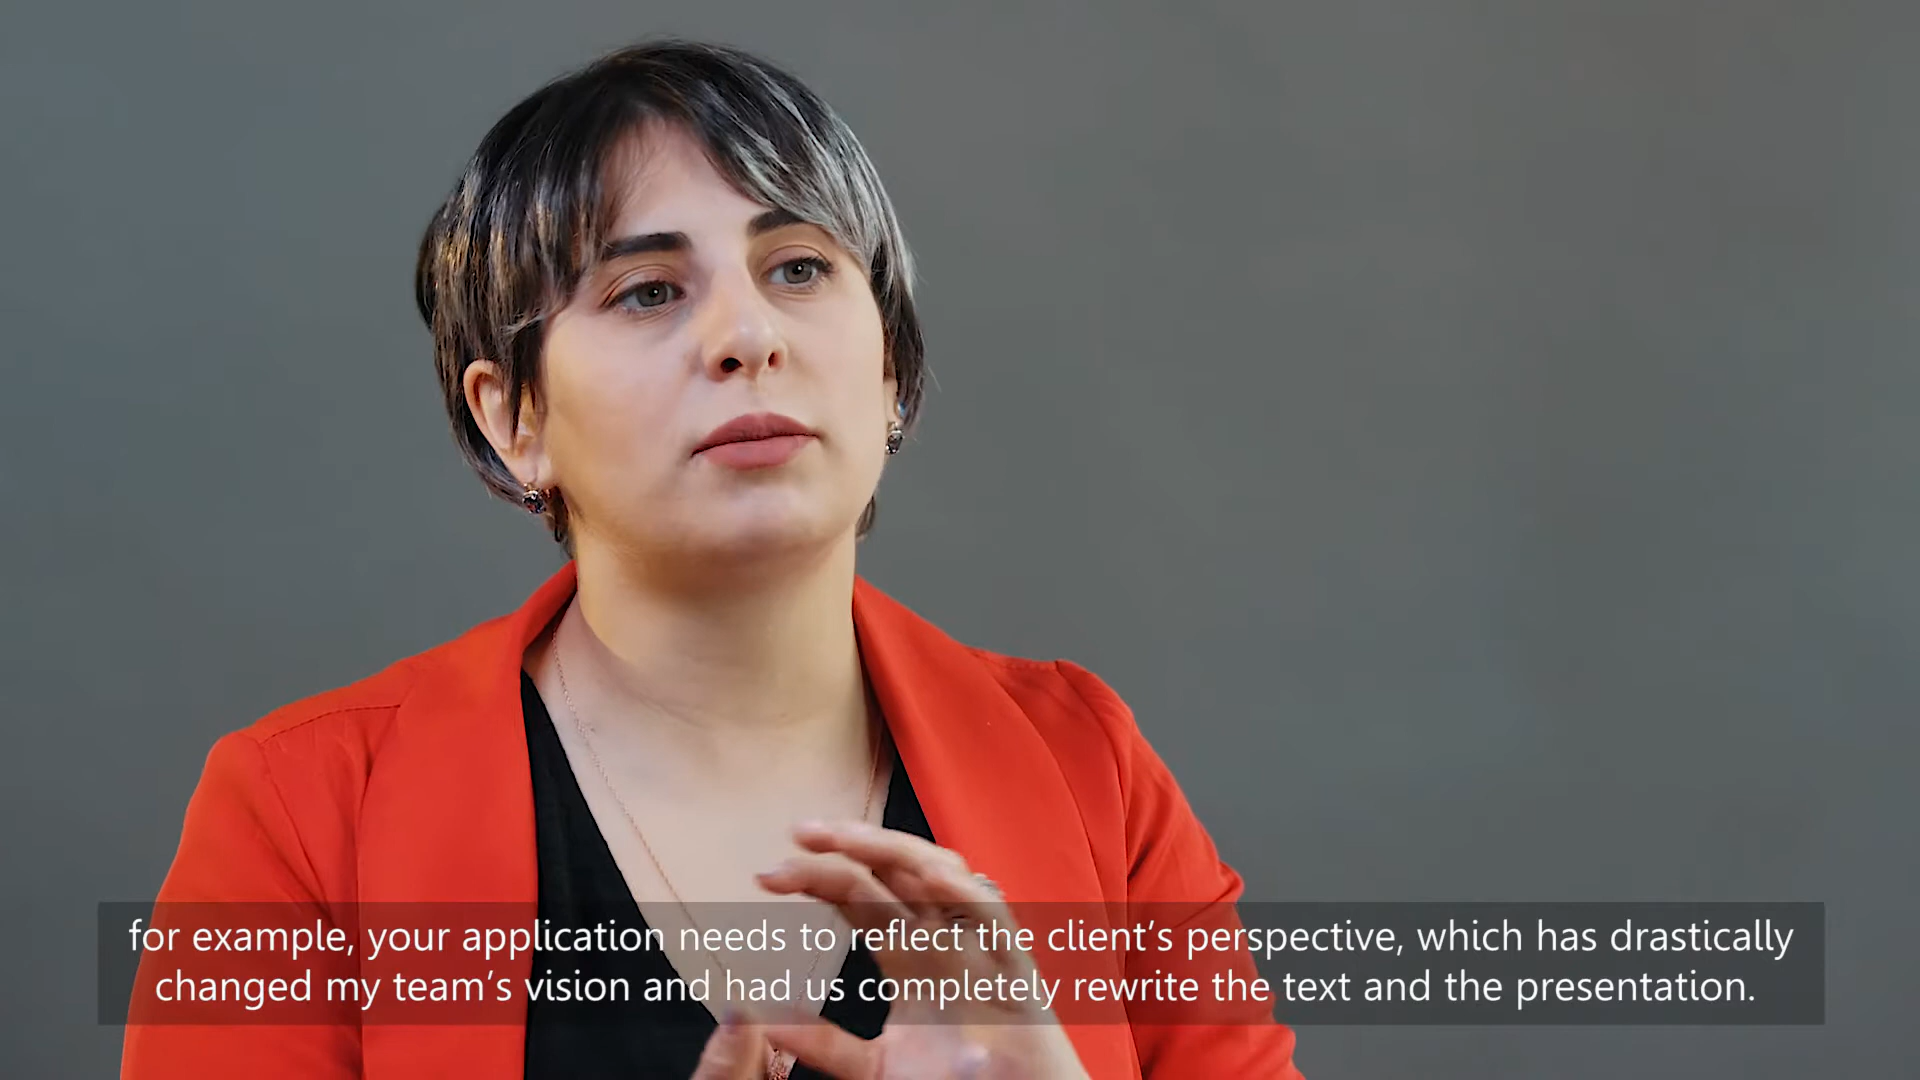 for example, your application needs to reflect the client's perspective, which has drastically
changed my team's vision and had us completely rewrite the text and the presentation.